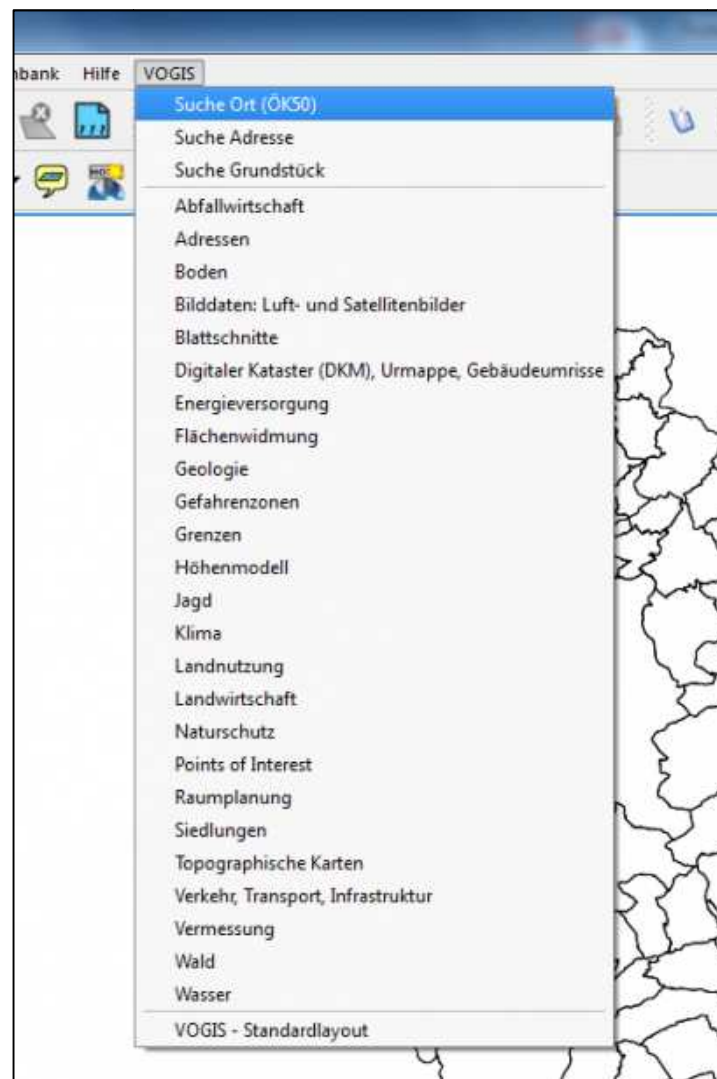 nbank Hilfe VOGIS
Suche Ort (ÖK50)
Suche Adresse
Suche Grundstück
Abfallwirtschaft
Adressen
Boden
Bilddaten: Luft- und Satellitenbilder
Blattschnitte
Digitaler Kataster (DKM), Urmappe, Gebäudeumrisse
Energieversorgung
Flächenwidmung
Geologie
Gefahrenzonen
Grenzen
Höhenmodell
Jagd
Klima
Landnutzung
Landwirtschaft
Naturschutz
Points of Interest
Raumplanung
Siedlungen
Topographische Karten
Verkehr, Transport, Infrastruktur
Vermessung
Wald
Wasser
VOGIS - Standardlayout